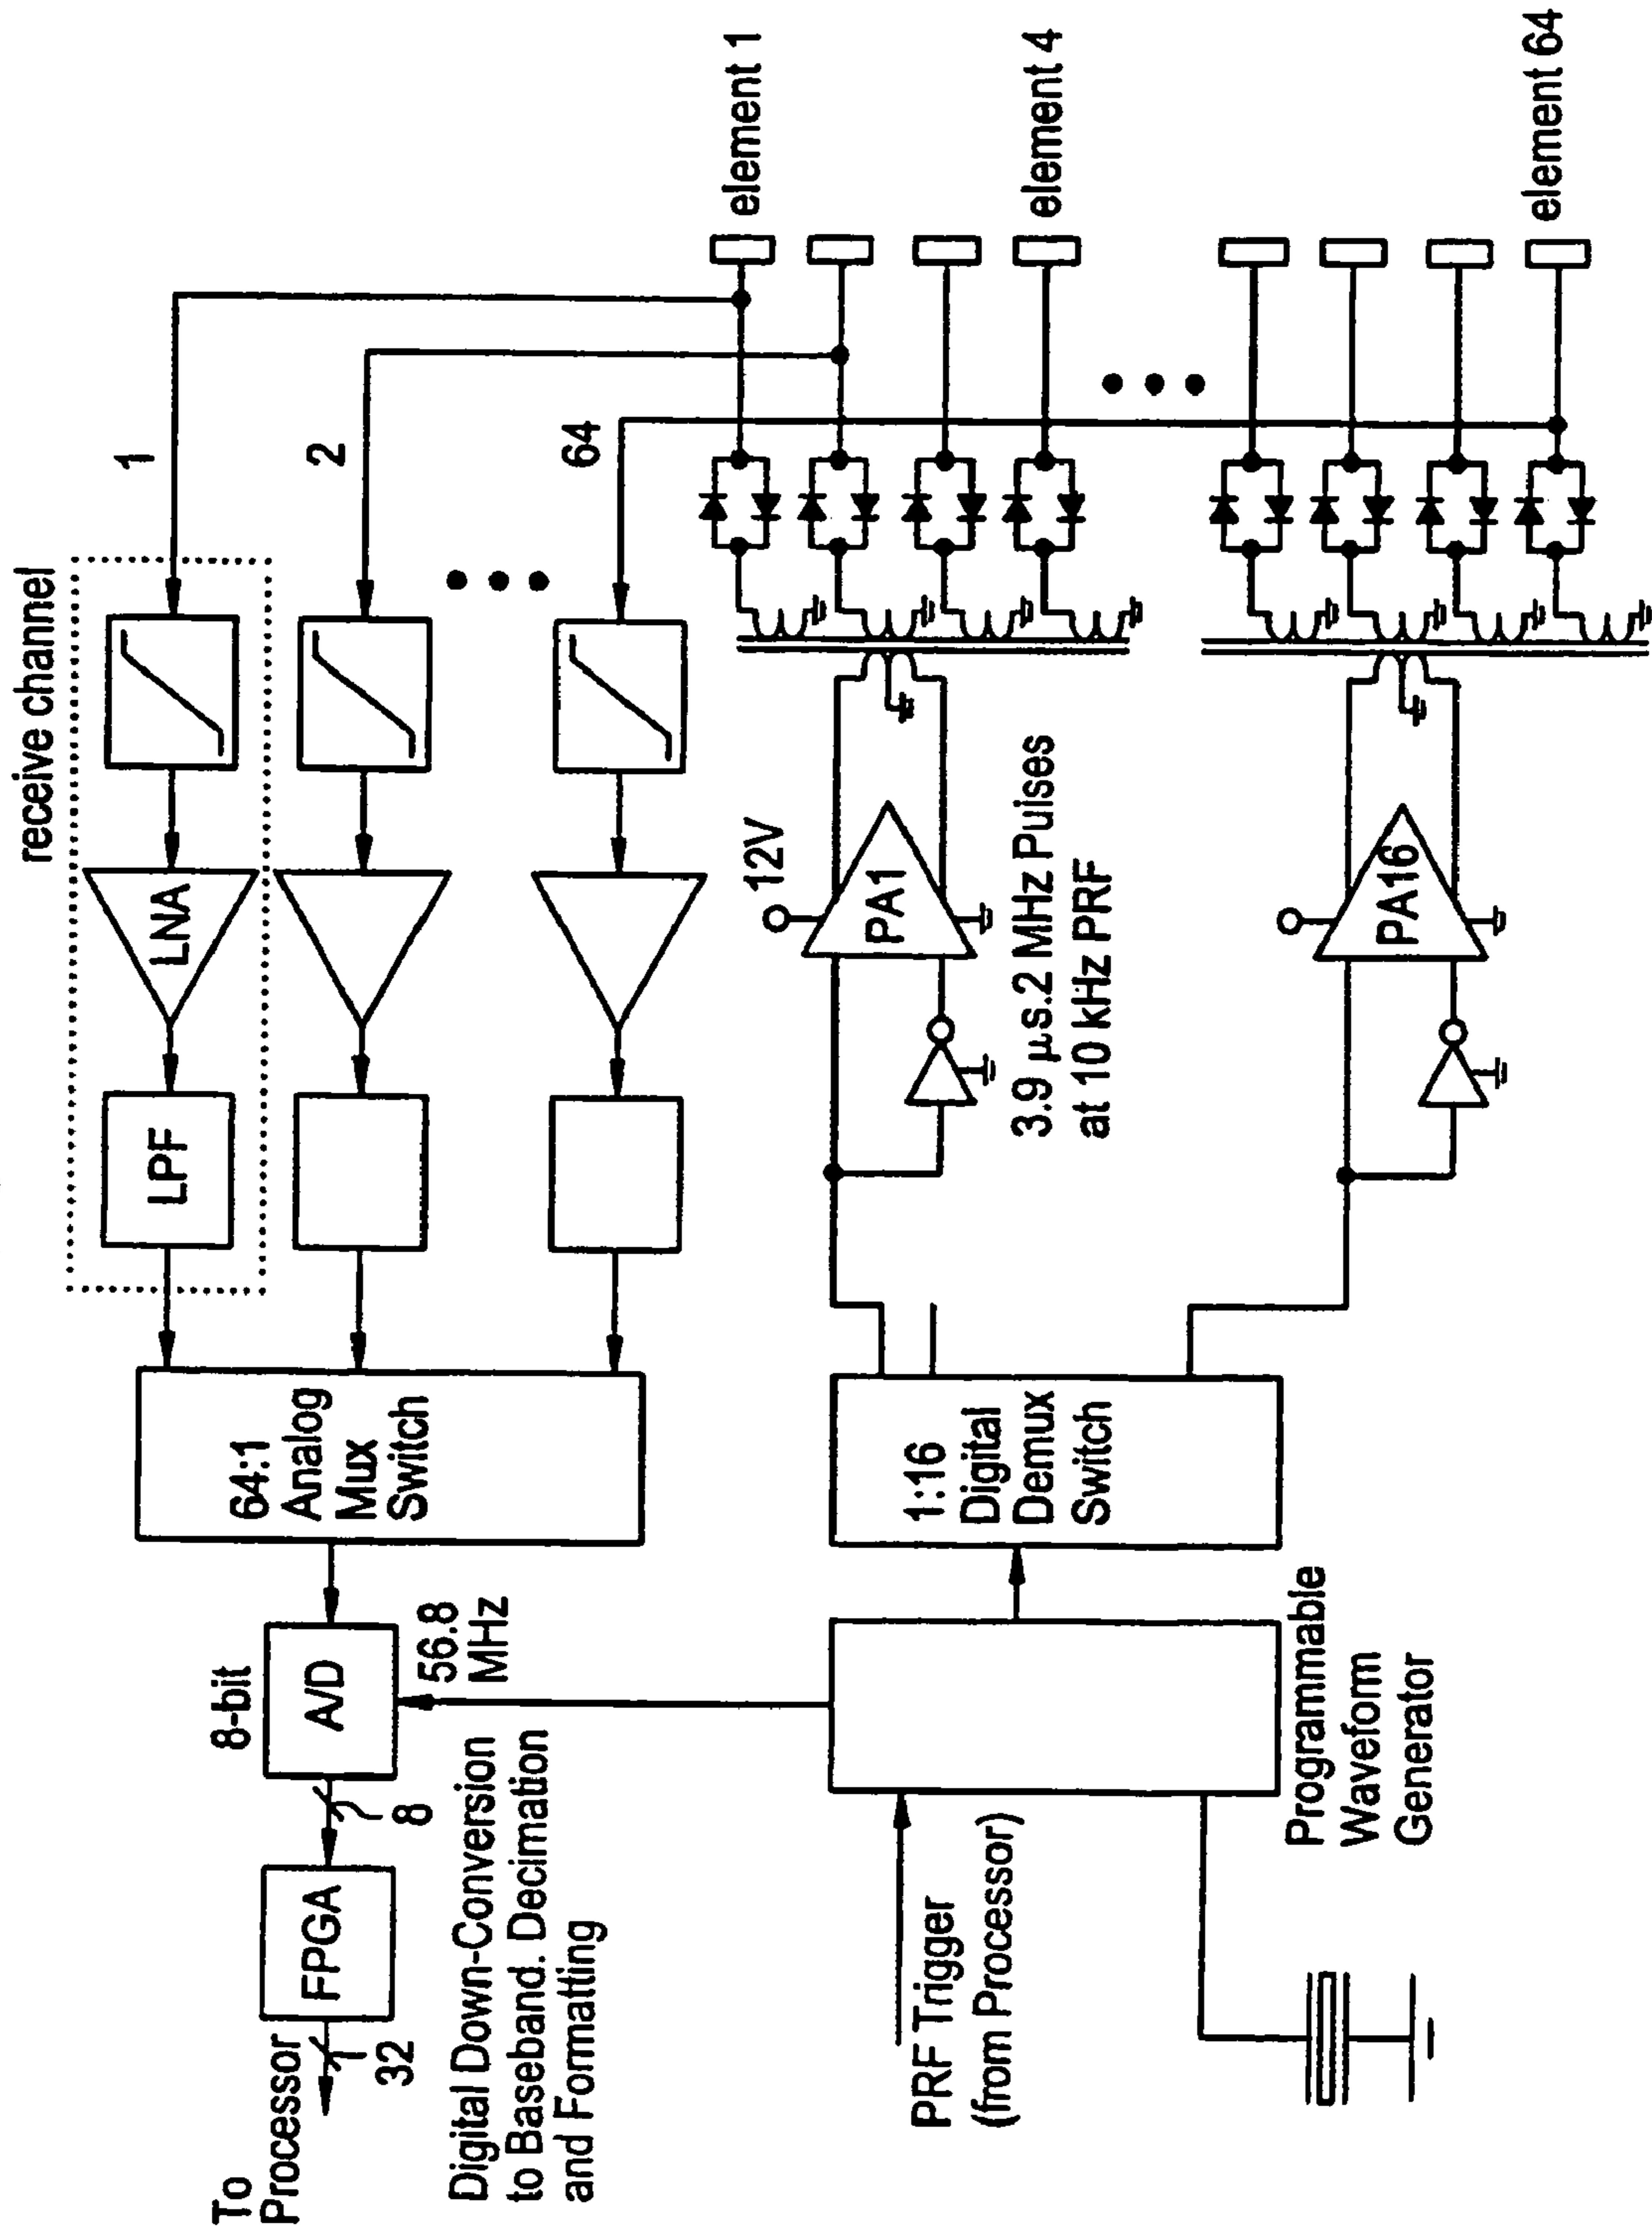 receive channel
1
2
64
LPF
LNA
64:1
Analog
Mux
Switch
To
Processor
32
FPGA
8
8-bit
A/D
56.8
MHz
Digital Down-Conversion
to Baseband. Decimation
and Formatting
12V
PA1
3.9 µs.2 MHz Puises
at 10 kHz PRF
element 1
element 4
PA16
element 64
1:16
Digital
Demux
Switch
PRF Trigger
(from Processor)
Programmable
Wavefom
Generator